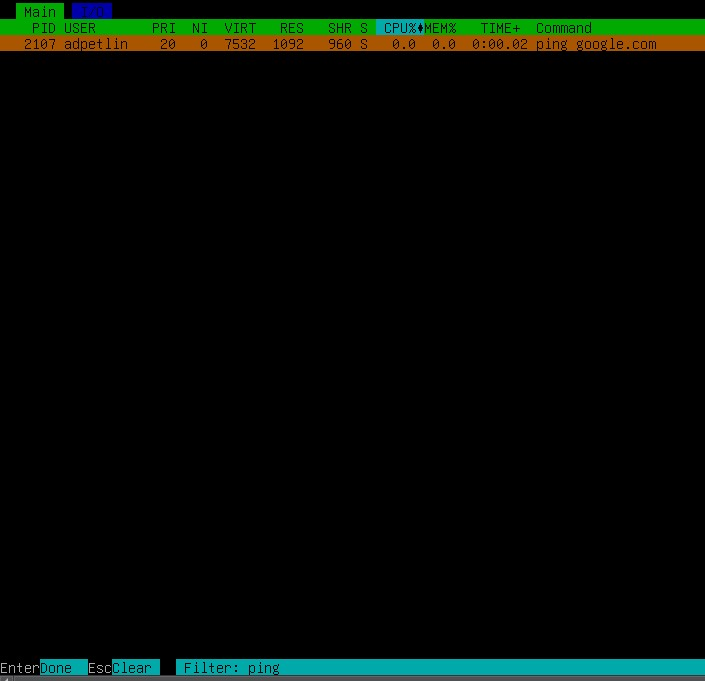 Main I/O
PID USER PRI NI VIRT RES SHR S CPU% MEM% TIME+ Command
2107 adpetlin 20 0 7532 1092 960 S 0.0 0.0 0:00.02 ping google.com
EnterDone EscClear Filter: ping